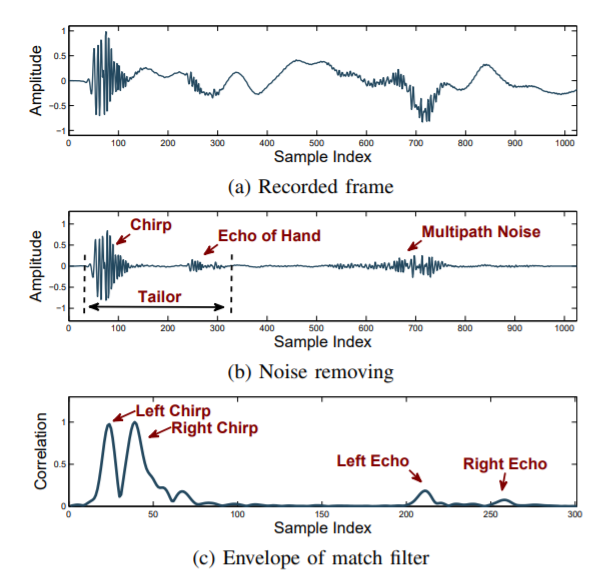 Amplitude
1
0.5
0
−0.5
−1
0 100 200 300 400 500 600 700 800 900 1000
Sample Index
(a) Recorded frame
Amplitude
1
0.5
0
−0.5
−1
Chirp
Echo of Hand
Multipath Noise
Tailor
0 100 200 300 400 500 600 700 800 900 1000
Sample Index
(b) Noise removing
Correlation
1
0.5
0
Left Chirp
Right Chirp
Left Echo
Right Echo
0 50 100 150 200 250 300
Sample Index
(c) Envelope of match filter